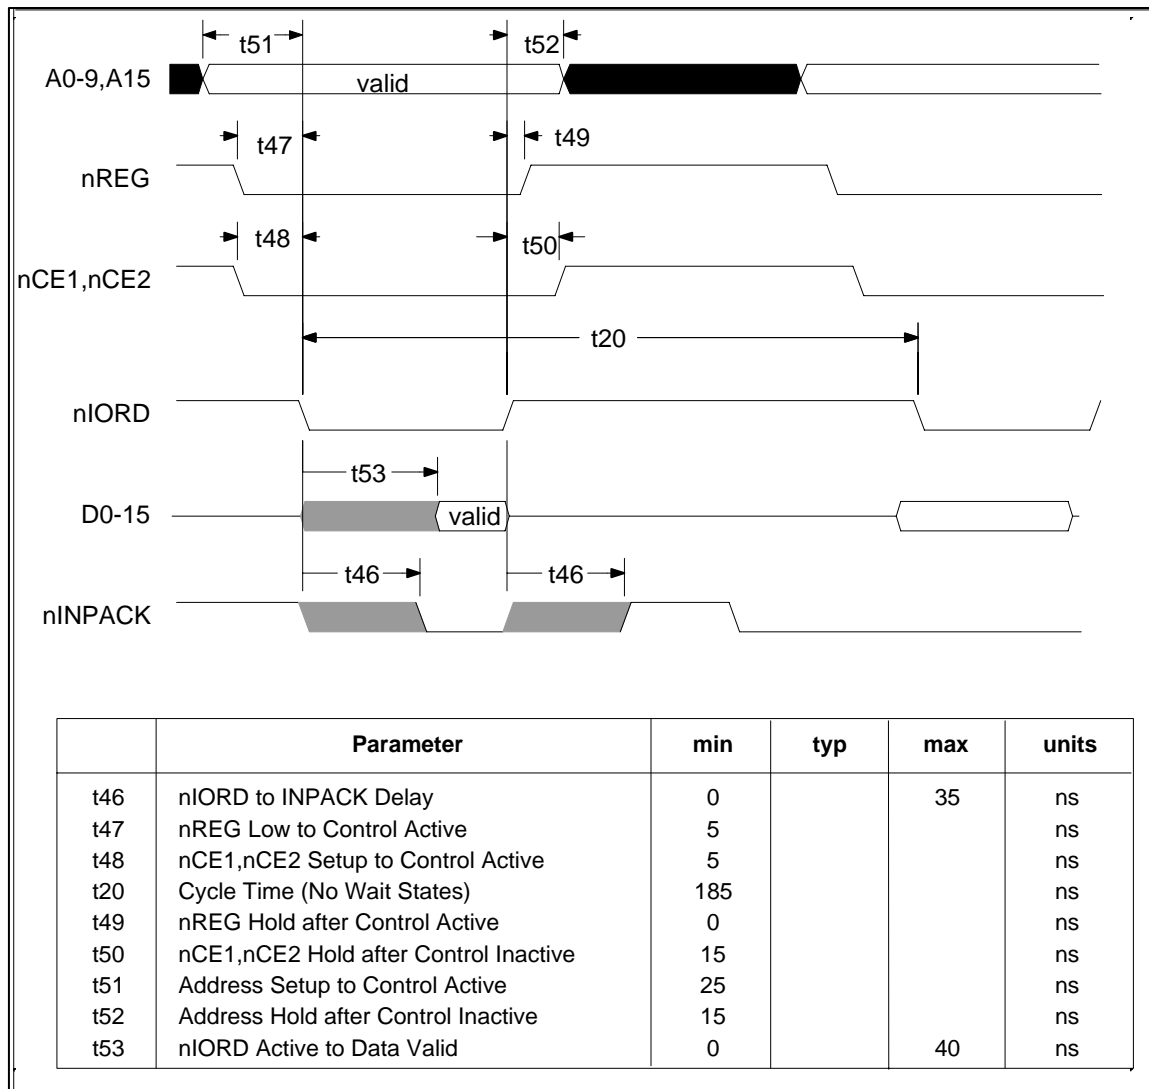 t51 t52
A0-9,A15 valid
t47 t49
nREG
t48 t50
nCE1,nCE2
t20
nIORD
t53
D0-15 valid
t46 t46
nINPACK
Parameter min typ max units
t46 nIORD to INPACK Delay 0 35 ns
t47 nREG Low to Control Active 5 ns
t48 nCE1,nCE2 Setup to Control Active 5 ns
t20 Cycle Time (No Wait States) 185 ns
t49 nREG Hold after Control Active 0 ns
t50 nCE1,nCE2 Hold after Control Inactive 15 ns
t51 Address Setup to Control Active 25 ns
t52 Address Hold after Control Inactive 15 ns
t53 nIORD Active to Data Valid 0 40 ns